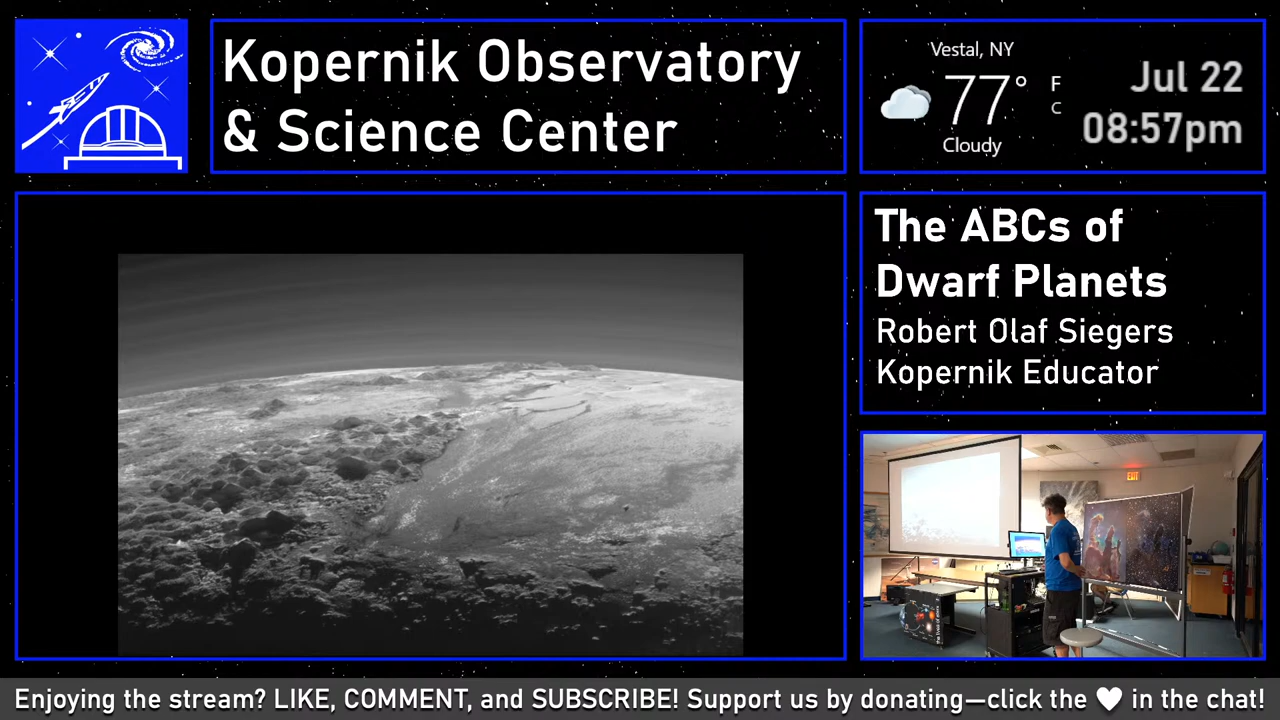 Kopernik Observatory
& Science Center
Vestal, NY
77°
F
C
Cloudy
Jul 22
08:57pm
The ABCs of
Dwarf Planets
Robert Olaf Siegers
Kopernik Educator
EXIT
Enjoying the stream? LIKE, COMMENT, and SUBSCRIBE! Support us by donating—click the ♥ in the chat!